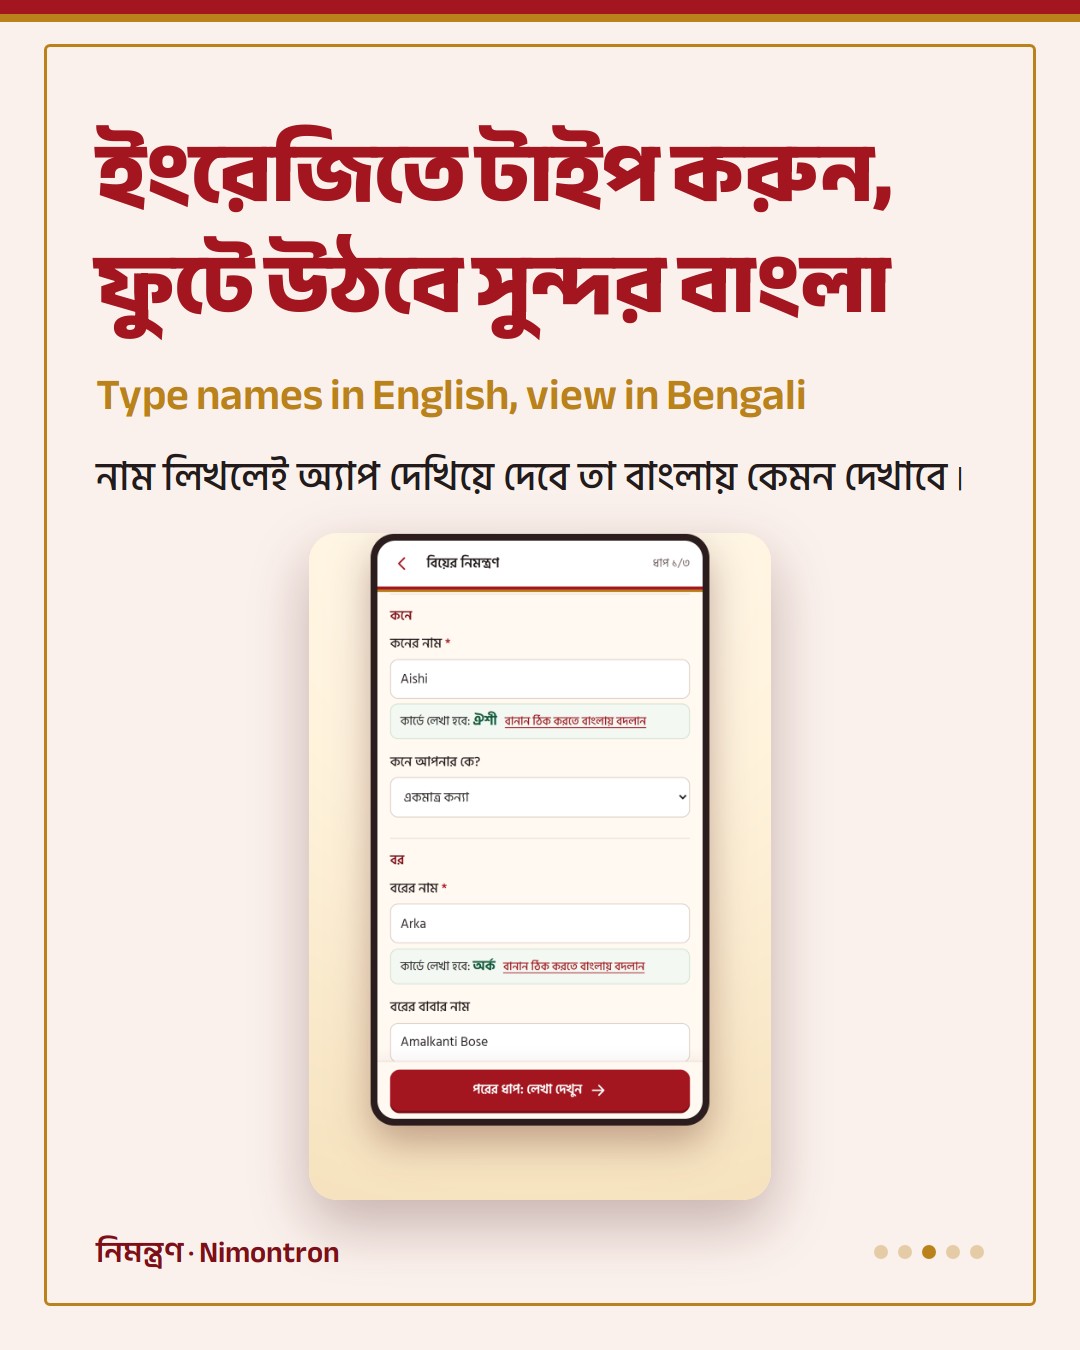 ইংরেজিতে টাইপ করুন,
ফুটে উঠবে সুন্দর বাংলা
Type names in English, view in Bengali
নাম লিখলেই অ্যাপ দেখিয়ে দেবে তা বাংলায় কেমন দেখাবে।
বিয়ের নিমন্ত্রণ ধাপ ১/৩
কনে
কনের নাম *
Aishi
কার্ডে লেখা হবে: ঐশী বানান ঠিক করতে বাংলায় বদলান
কনে আপনার কে?
একমাত্র কন্যা
বর
বরের নাম *
Arka
কার্ডে লেখা হবে: অর্ক বানান ঠিক করতে বাংলায় বদলান
বরের বাবার নাম
Amalkanti Bose
পরের ধাপ: লেখা দেখুন →
নিমন্ত্রণ · Nimontron